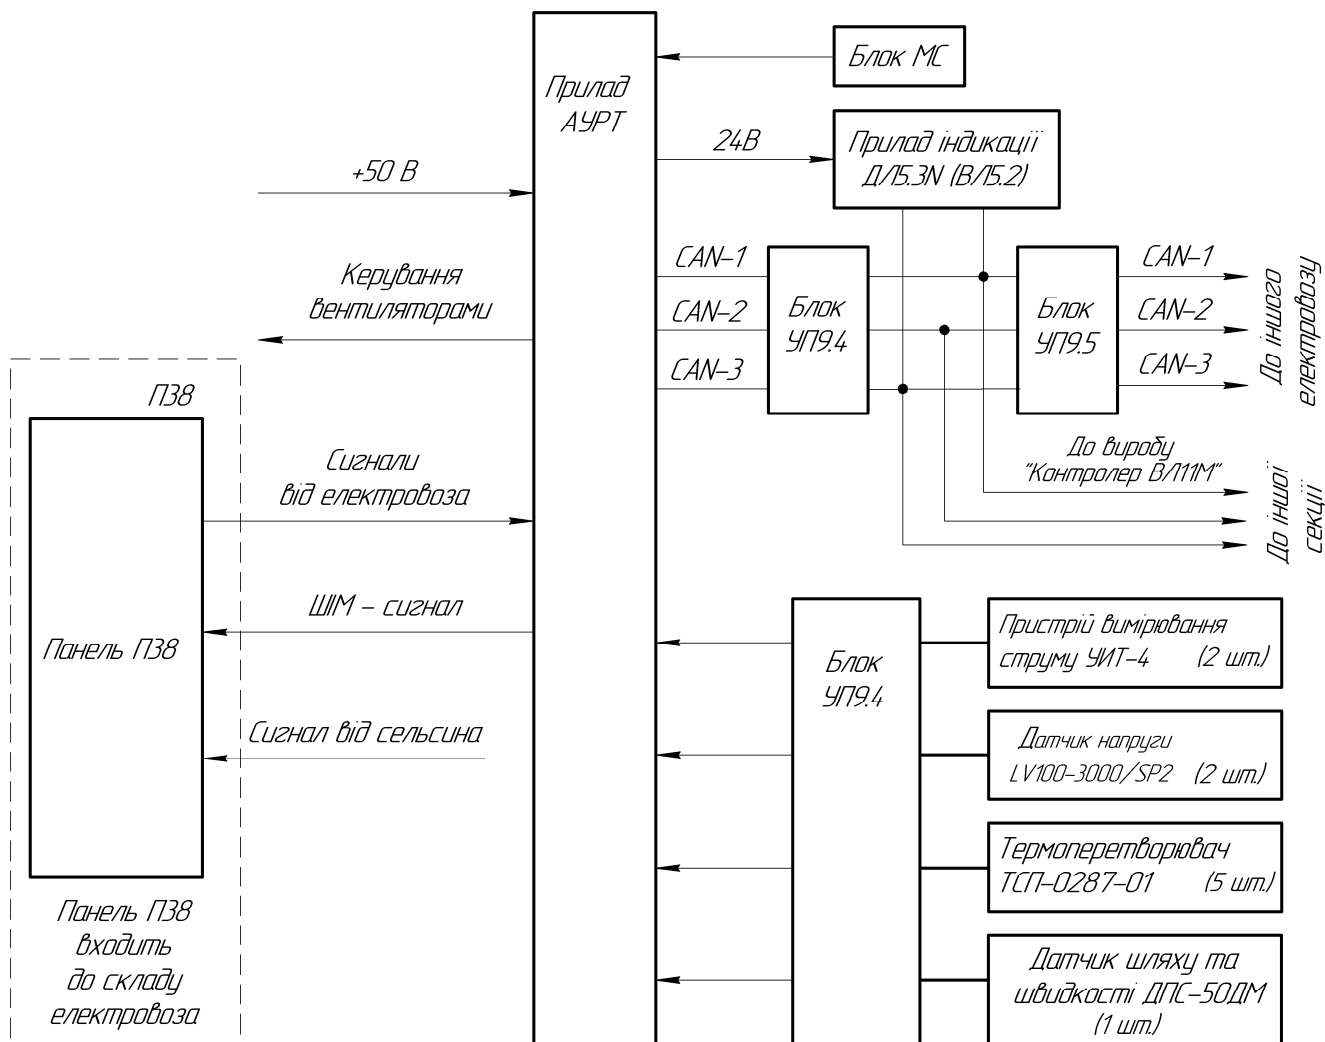 Прилад
АУРТ
Блок МС
24В
Прилад індикації
ДЛ5.3N (ВЛ5.2)
+50 В
Керування
вентиляторами
CAN-1
CAN-2
CAN-3
Блок
УП9.4
Блок
УП9.5
CAN-1
CAN-2
CAN-3
До іншого
електровозу
До виробу
"Контролер ВЛ11М"
До іншої
секції
П38
Сигнали
від електровоза
ШІМ - сигнал
Панель П38
Сигнал від сельсина
Панель П38
входить
до складу
електровоза
Блок
УП9.4
Пристрій вимірювання
струму УИТ-4 (2 шт.)
Датчик напруги
LV100-3000/SP2 (2 шт.)
Термоперетворювач
ТСП-0287-01 (5 шт.)
Датчик шляху та
швидкості ДПС-50ДМ
(1 шт.)